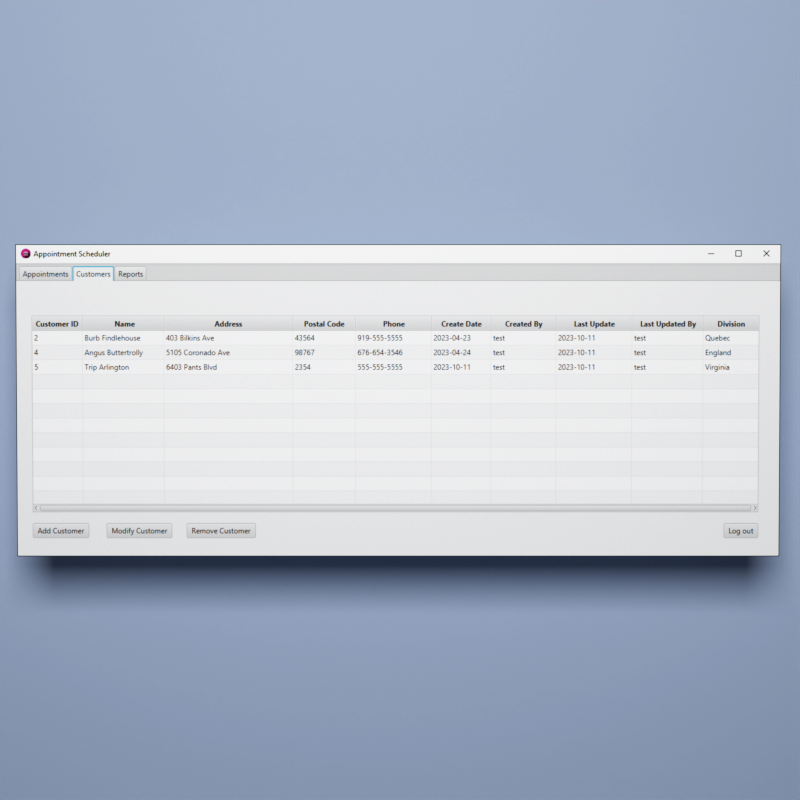 Appointment Scheduler
Appointments Customers Reports
Customer ID Name Address Postal Code Phone Create Date Created By Last Update Last Updated By Division
2 Burb Findlehouse 403 Bilkins Ave 43564 919-555-5555 2023-04-23 test 2023-10-11 test Quebec
4 Angus Buttertrolly 5105 Coronado Ave 98767 676-654-3546 2023-04-24 test 2023-10-11 test England
5 Trip Arlington 6403 Pants Blvd 2354 555-555-5555 2023-10-11 test 2023-10-11 test Virginia
Add Customer Modify Customer Remove Customer Log out